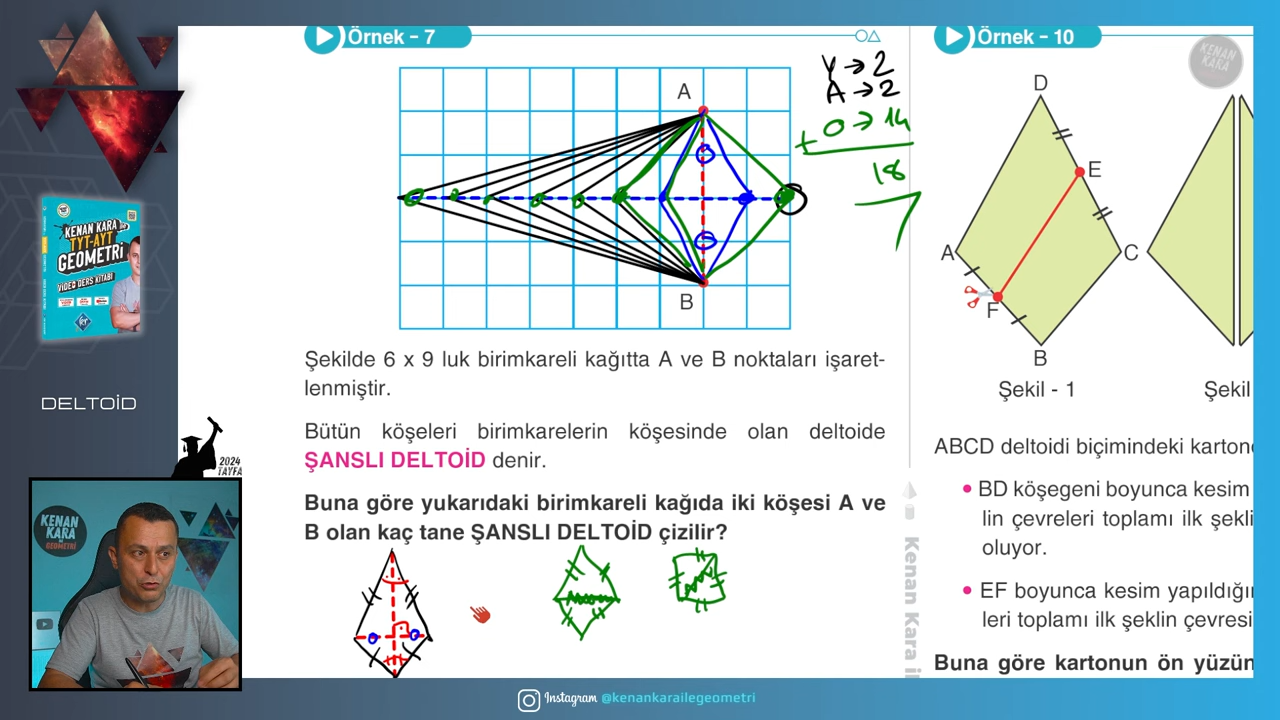 Örnek - 7
A
B
Y → 2
A → 2
+ O → 14
18
Şekilde 6 x 9 luk birimkareli kağıtta A ve B noktaları işaret-
lenmiştir.
Bütün köşeleri birimkarelerin köşesinde olan deltoide
ŞANSLI DELTOİD denir.
Buna göre yukarıdaki birimkareli kağıda iki köşesi A ve
B olan kaç tane ŞANSLI DELTOİD çizilir?
Örnek - 10
KENAN
KARA
D
E
A
C
F
B
Şekil - 1
Şekil
ABCD deltoidi biçimindeki karton
• BD köşegeni boyunca kesim
lin çevreleri toplamı ilk şekl
oluyor.
• EF boyunca kesim yapıldığı
leri toplamı ilk şeklin çevresi
Buna göre kartonun ön yüzün
Kenan Kara il
KENAN KARA ile
TYT-AYT
GEOMETRİ
VİDEO DERS KİTABI
DELTOİD
2024
TAYFA
KENAN
KARA
GEOMETRİ
Instagram @kenankarailegeometri